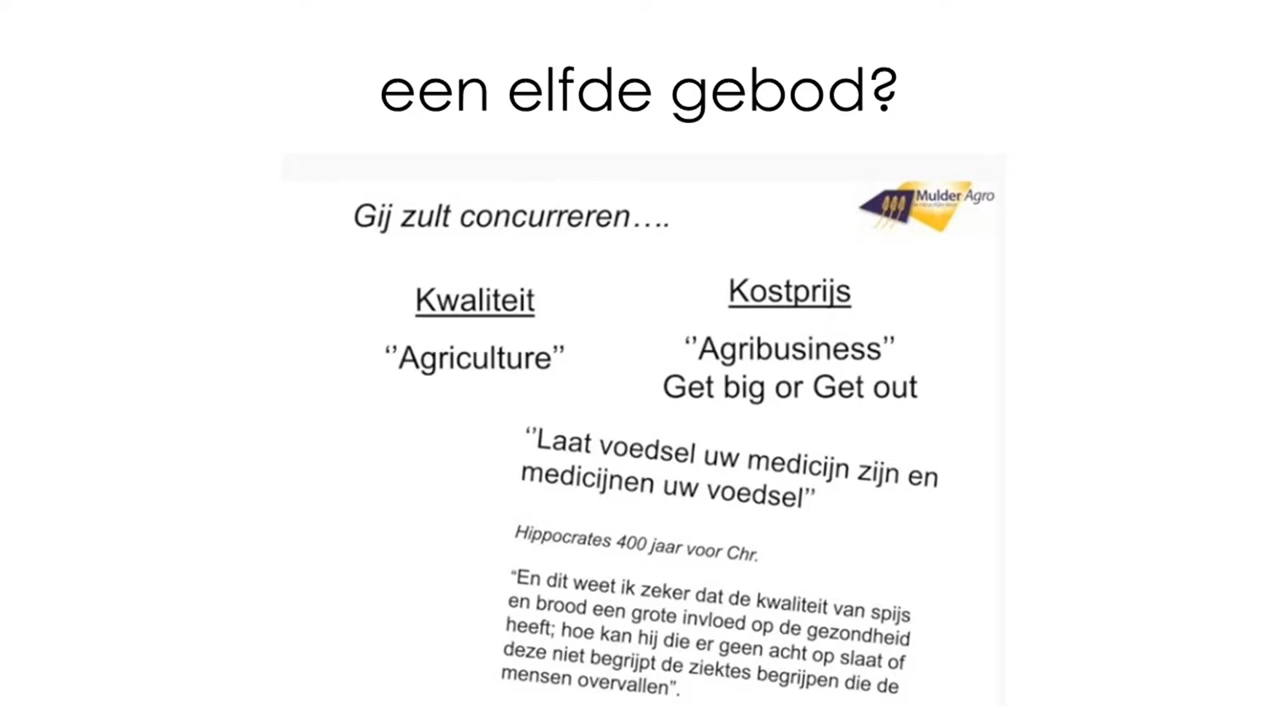 een elfde gebod?
Mulder Agro
Gij zult concurreren….
Kwaliteit
‘’Agriculture’’
Kostprijs
‘’Agribusiness’’
Get big or Get out
‘’Laat voedsel uw medicijn zijn en
medicijnen uw voedsel’’
Hippocrates 400 jaar voor Chr.
“En dit weet ik zeker dat de kwaliteit van spijs
en brood een grote invloed op de gezondheid
heeft; hoe kan hij die er geen acht op slaat of
deze niet begrijpt de ziektes begrijpen die de
mensen overvallen”.